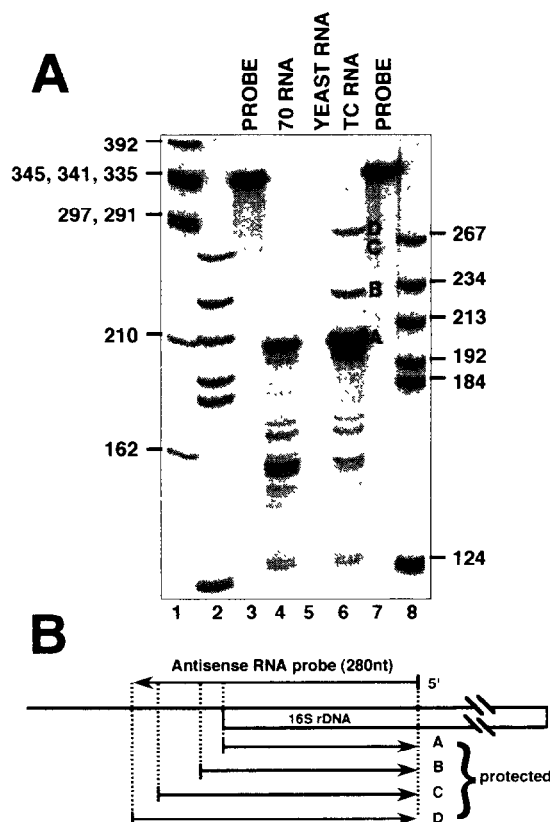 A
PROBE
70 RNA
YEAST RNA
TC RNA
PROBE
392
345, 341, 335
297, 291
210
162
D
C
B
A
267
234
213
192
184
124
1 2 3 4 5 6 7 8
B
Antisense RNA probe (280nt)
5'
16S rDNA
A
B
C
D
protected